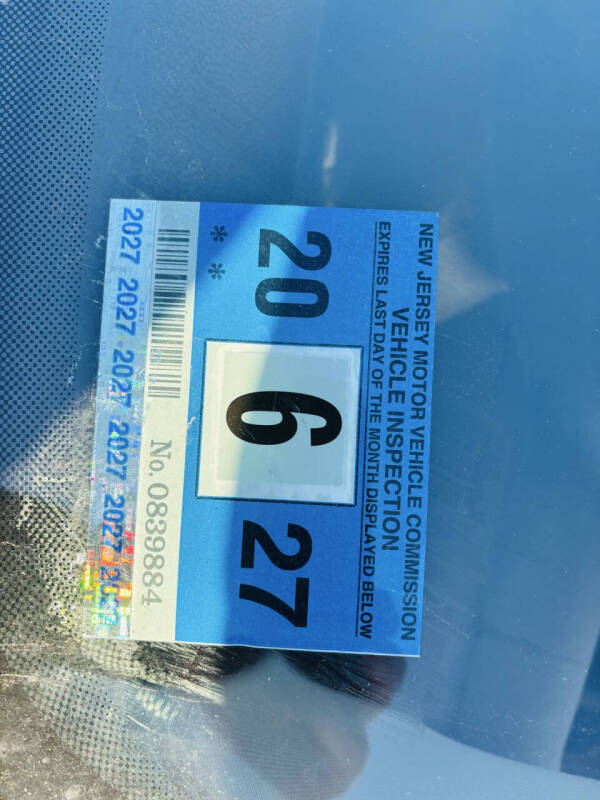 NEW JERSEY MOTOR VEHICLE COMMISSION
VEHICLE INSPECTION
EXPIRES LAST DAY OF THE MONTH DISPLAYED BELOW
20 6 27
* *
No. 0839884
2027 2027 2027 2027 2027